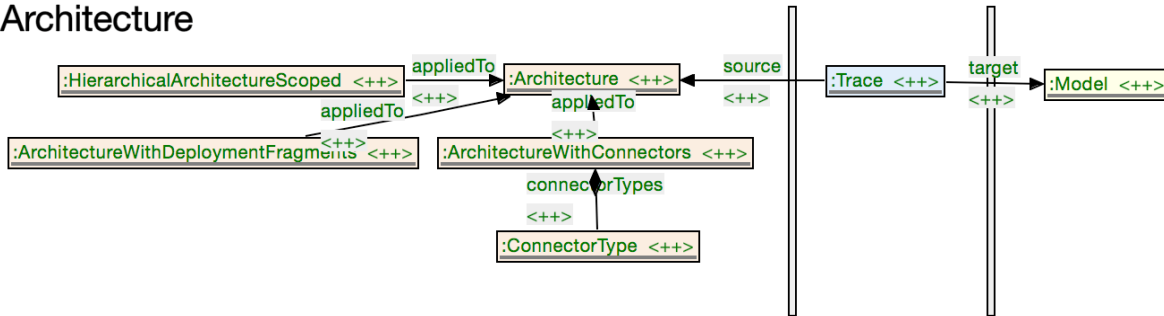 Architecture
:HierarchicalArchitectureScoped <++>
appliedTo
<++>
:Architecture <++>
source
<++>
:Trace <++>
target
<++>
:Model <++>
appliedTo
<++>
appliedTo
<++>
:ArchitectureWithDeploymentFragments <++>
:ArchitectureWithConnectors <++>
connectorTypes
<++>
:ConnectorType <++>